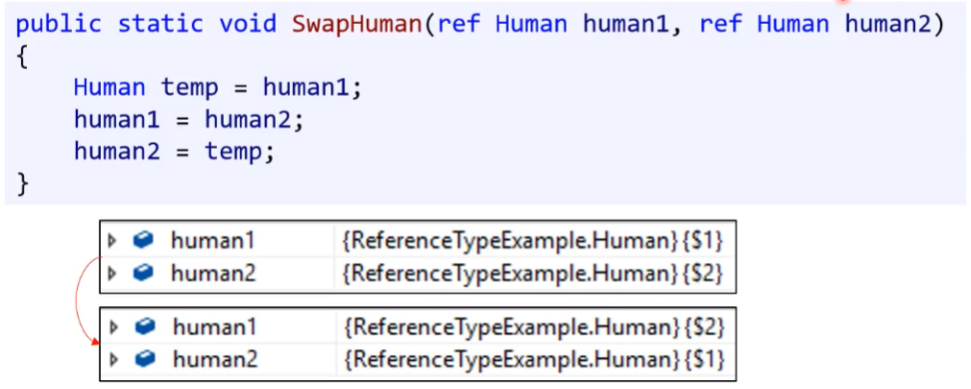 public static void SwapHuman(ref Human human1, ref Human human2)
{
    Human temp = human1;
    human1 = human2;
    human2 = temp;
}
human1 {ReferenceTypeExample.Human}{$1}
human2 {ReferenceTypeExample.Human}{$2}
human1 {ReferenceTypeExample.Human}{$2}
human2 {ReferenceTypeExample.Human}{$1}